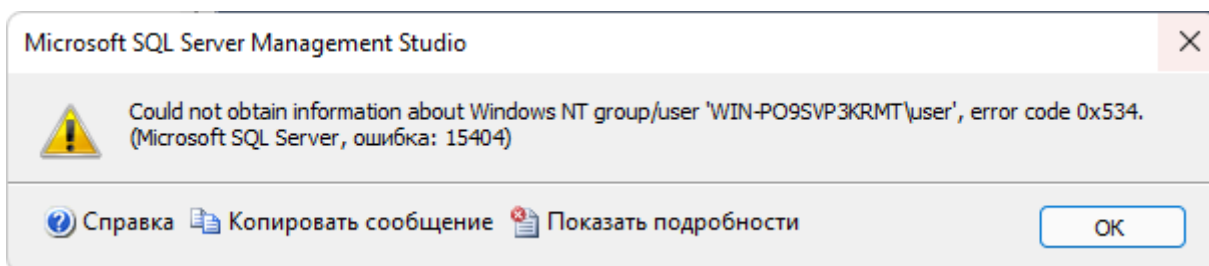 Microsoft SQL Server Management Studio
Could not obtain information about Windows NT group/user 'WIN-PO9SVP3KRMT\user', error code 0x534.
(Microsoft SQL Server, ошибка: 15404)
Справка Копировать сообщение Показать подробности OK